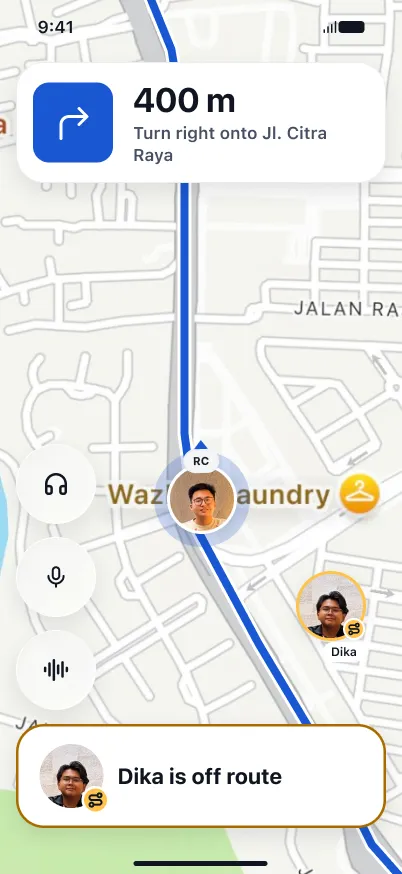 9:41
a
400 m
Turn right onto Jl. Citra
Raya
JALAN RA
RC
Waz
aundry
Dika
JA
Dika is off route
K